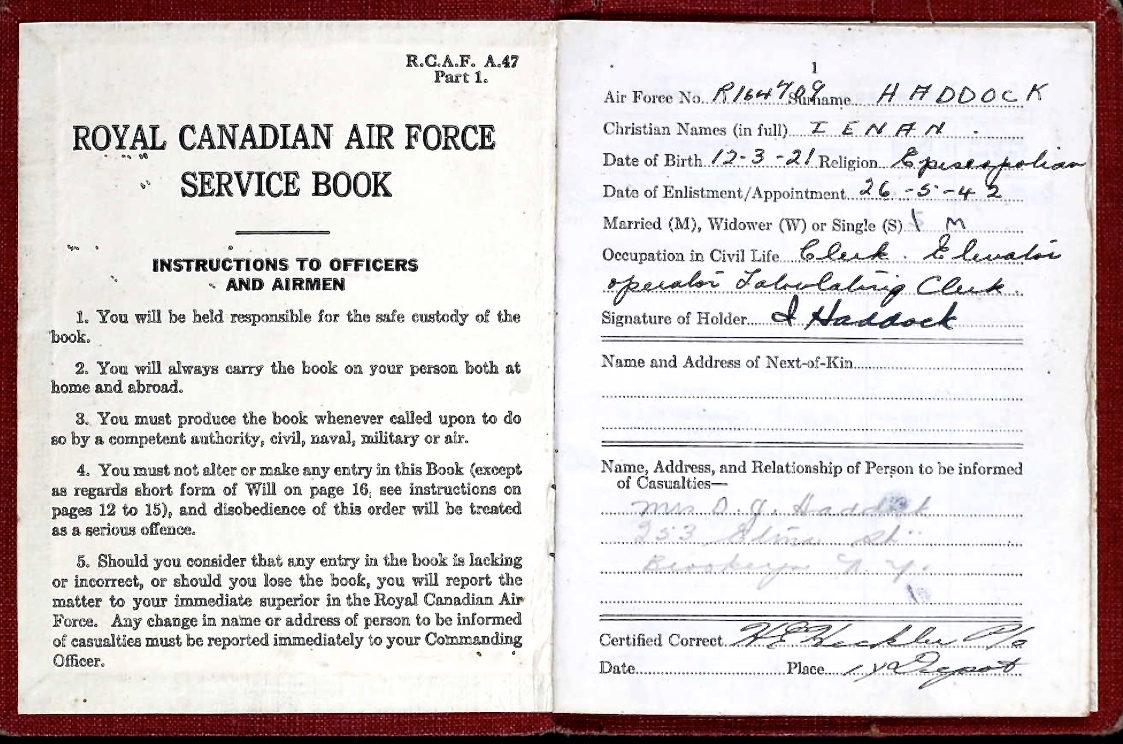 R.C.A.F. A.47
Part 1.
ROYAL CANADIAN AIR FORCE
SERVICE BOOK
INSTRUCTIONS TO OFFICERS
AND AIRMEN
1. You will be held responsible for the safe custody of the
book.
2. You will always carry the book on your person both at
home and abroad.
3. You must produce the book whenever called upon to do
so by a competent authority, civil, naval, military or air.
4. You must not alter or make any entry in this Book (except
as regards short form of Will on page 16, see instructions on
pages 12 to 15), and disobedience of this order will be treated
as a serious offence.
5. Should you consider that any entry in the book is lacking
or incorrect, or should you lose the book, you will report the
matter to your immediate superior in the Royal Canadian Air
Force. Any change in name or address of person to be informed
of casualties must be reported immediately to your Commanding
Officer.
1
Air Force No. R164709 Surname HADDOCK
Christian Names (in full) IENAN.
Date of Birth 12-3-21 Religion Episcopolian
Date of Enlistment/Appointment 26-5-42
Married (M), Widower (W) or Single (S) M
Occupation in Civil Life Clerk. Elevator
operator Tabulating Clerk.
Signature of Holder I Haddock
Name and Address of Next-of-Kin
Name, Address, and Relationship of Person to be informed
of Casualties—
Mrs D. J. Haddock
253 St.
Brooklyn N.Y.
Certified Correct
Date Place Depot